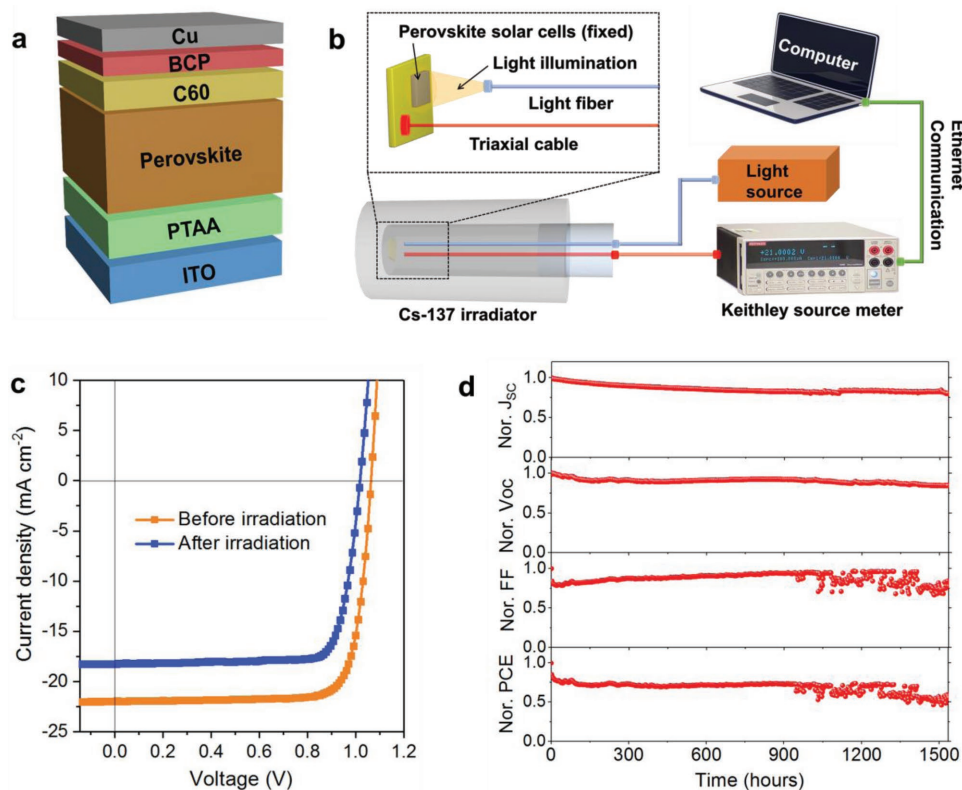 a
Cu
BCP
C60
Perovskite
PTAA
ITO
b
Perovskite solar cells (fixed)
Light illumination
Light fiber
Triaxial cable
Computer
Ethernet
Communication
Light
source
Cs-137 irradiator
Keithley source meter
c
10
5
0
-5
-10
-15
-20
-25
Current density (mA cm⁻²)
Before irradiation
After irradiation
0.0
0.2
0.4
0.6
0.8
1.0
1.2
Voltage (V)
d
1.0
0.5
0.0
Nor. JSC
1.0
0.5
0.0
Nor. Voc
1.0
0.5
0.0
Nor. FF
1.0
0.5
0.0
Nor. PCE
0
300
600
900
1200
1500
Time (hours)